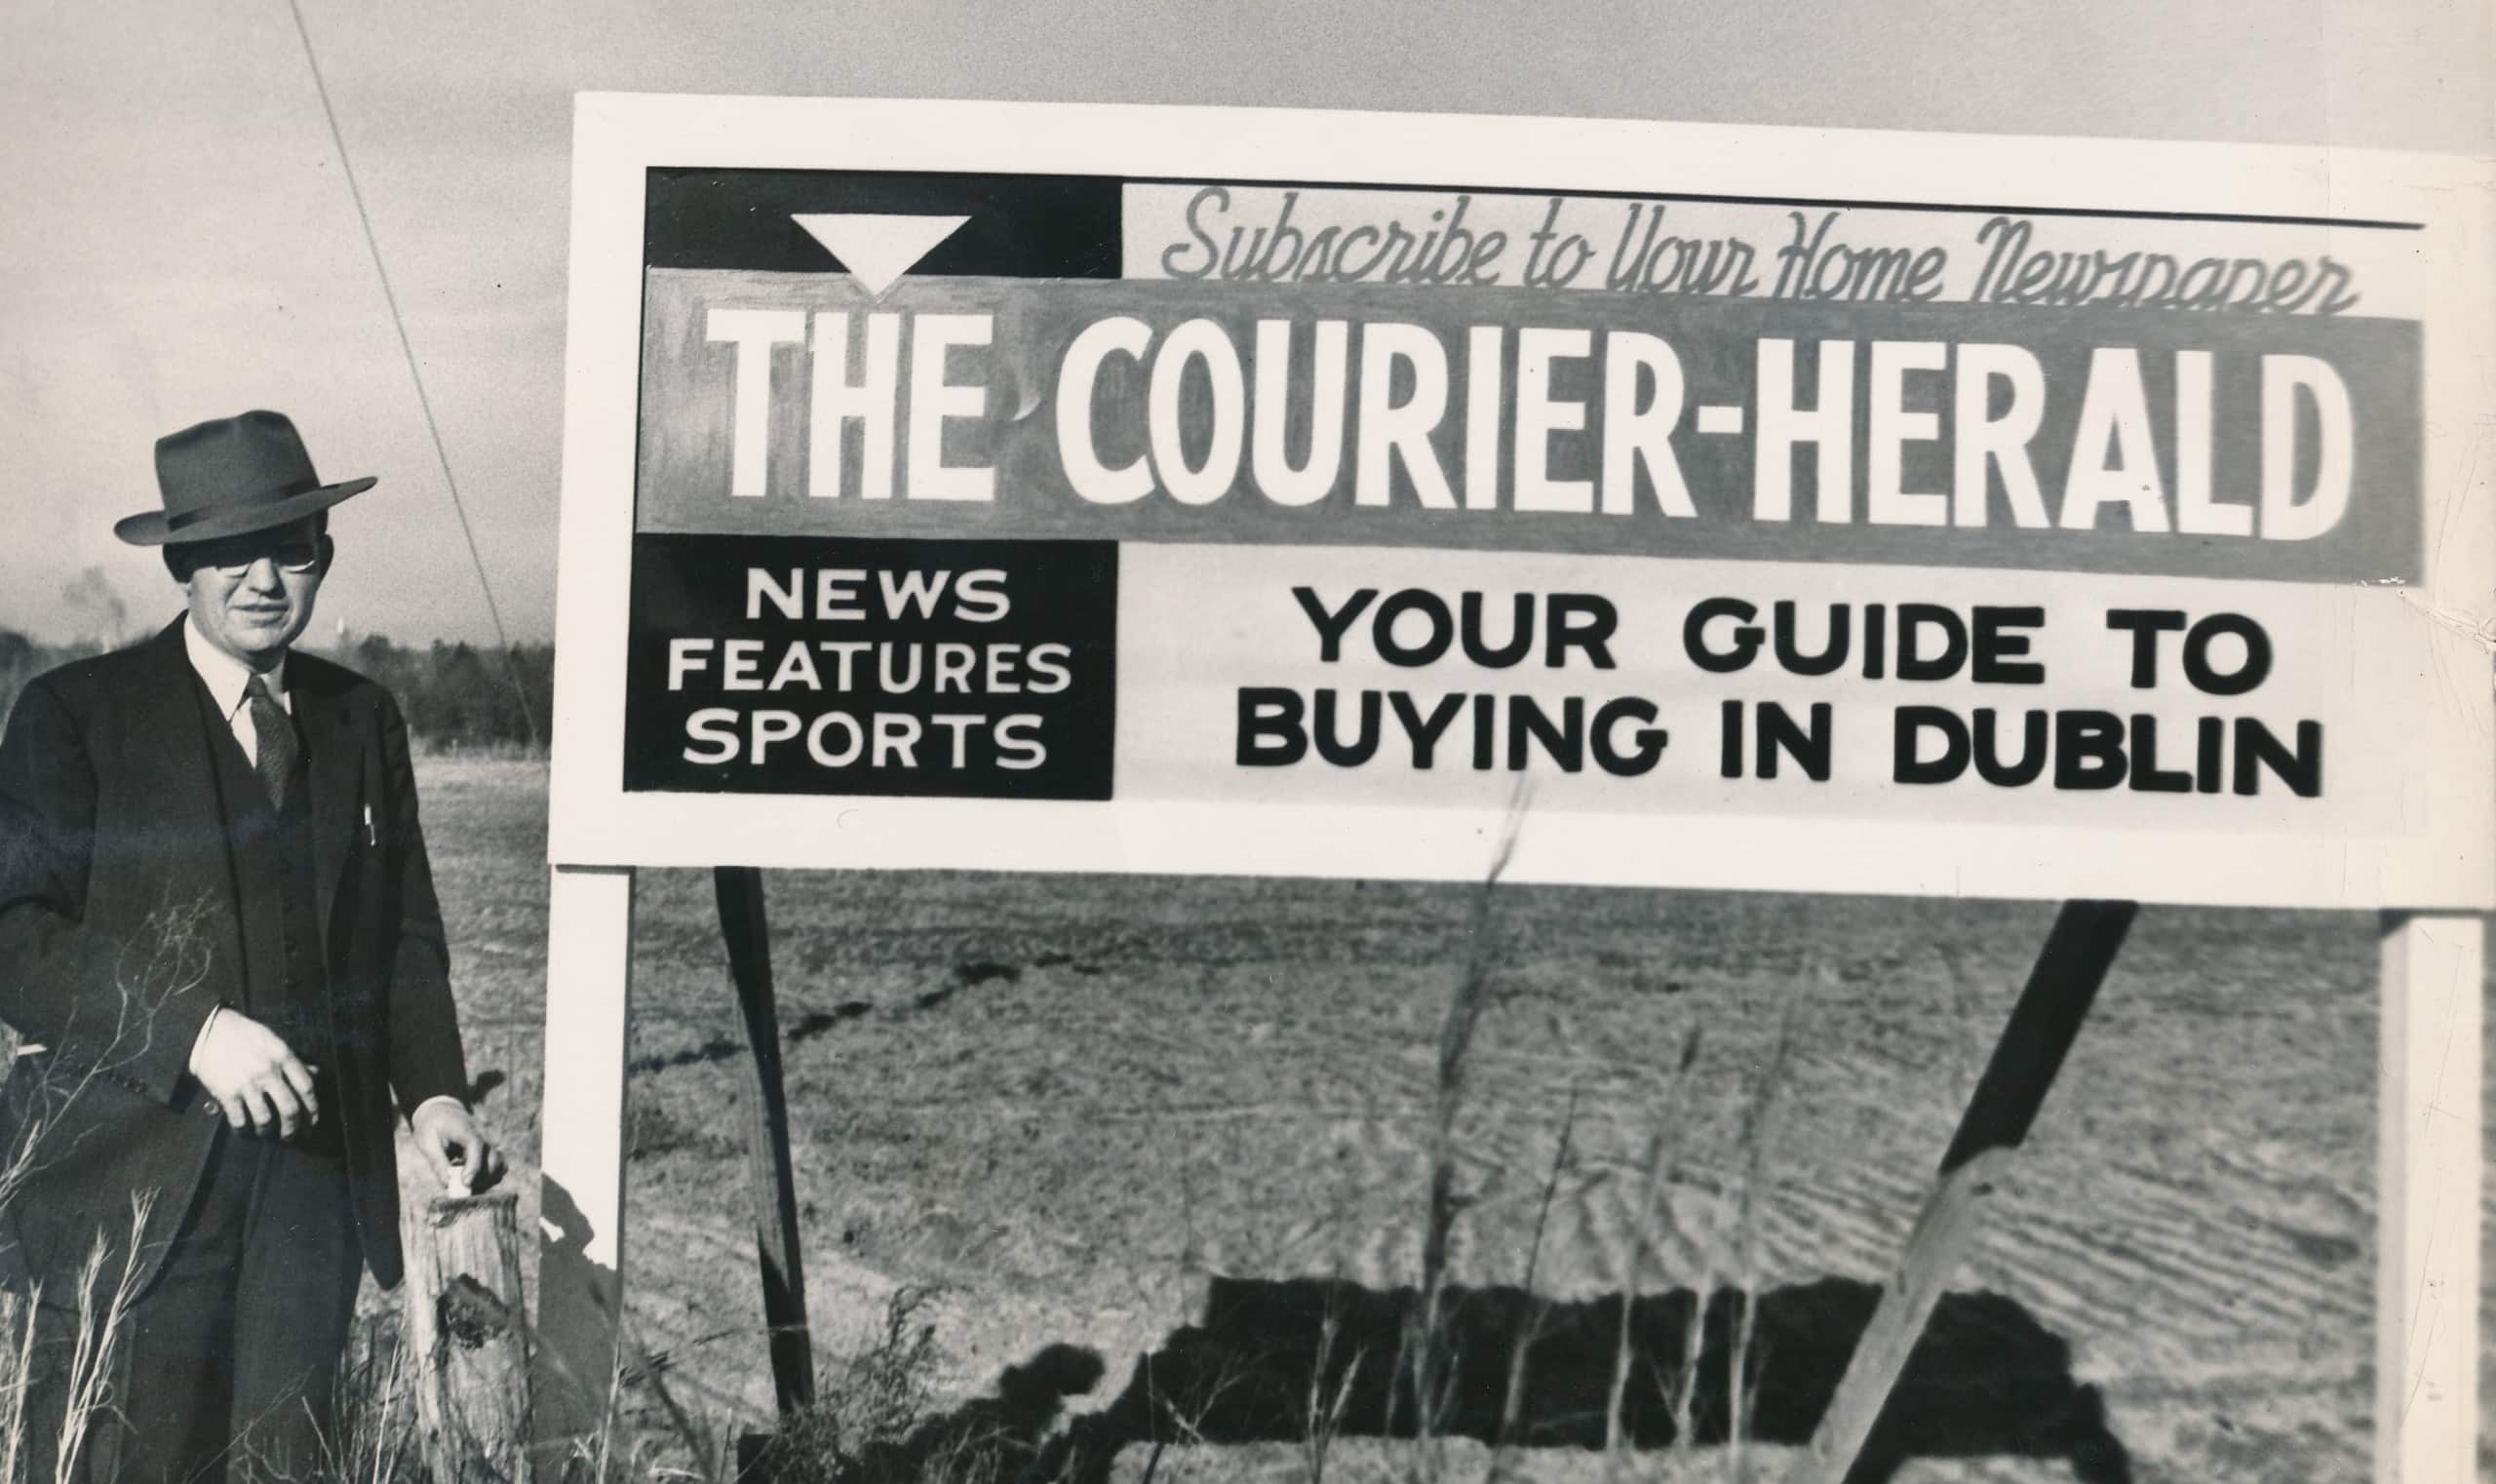 Subscribe to Your Home Newspaper
THE COURIER-HERALD
NEWS
FEATURES
SPORTS
YOUR GUIDE TO
BUYING IN DUBLIN